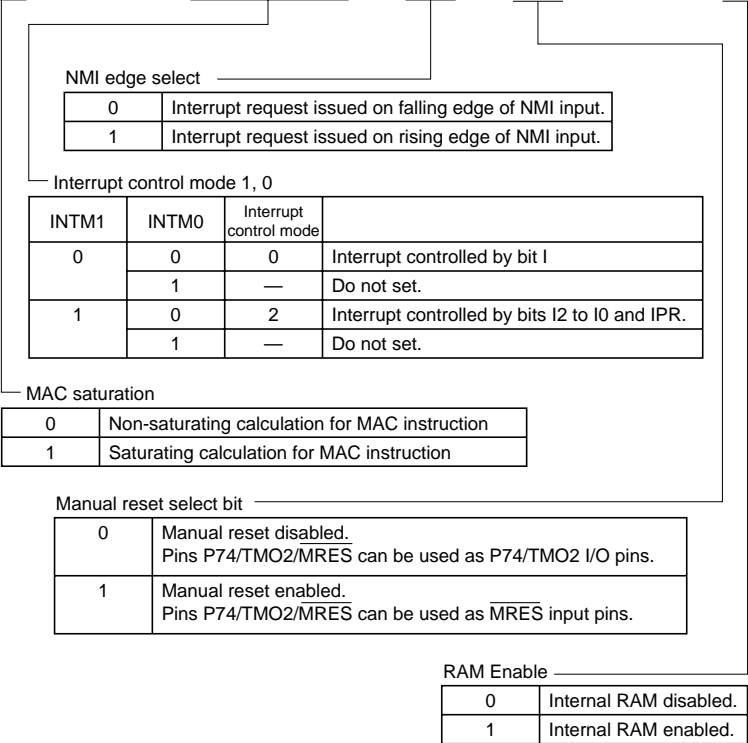 NMI edge select
0 Interrupt request issued on falling edge of NMI input.
1 Interrupt request issued on rising edge of NMI input.
Interrupt control mode 1, 0
INTM1 INTM0 Interrupt control mode
0 0 0 Interrupt controlled by bit I
1 — Do not set.
1 0 2 Interrupt controlled by bits I2 to I0 and IPR.
1 — Do not set.
MAC saturation
0 Non-saturating calculation for MAC instruction
1 Saturating calculation for MAC instruction
Manual reset select bit
0 Manual reset disabled.
Pins P74/TMO2/MRES can be used as P74/TMO2 I/O pins.
1 Manual reset enabled.
Pins P74/TMO2/MRES can be used as MRES input pins.
RAM Enable
0 Internal RAM disabled.
1 Internal RAM enabled.